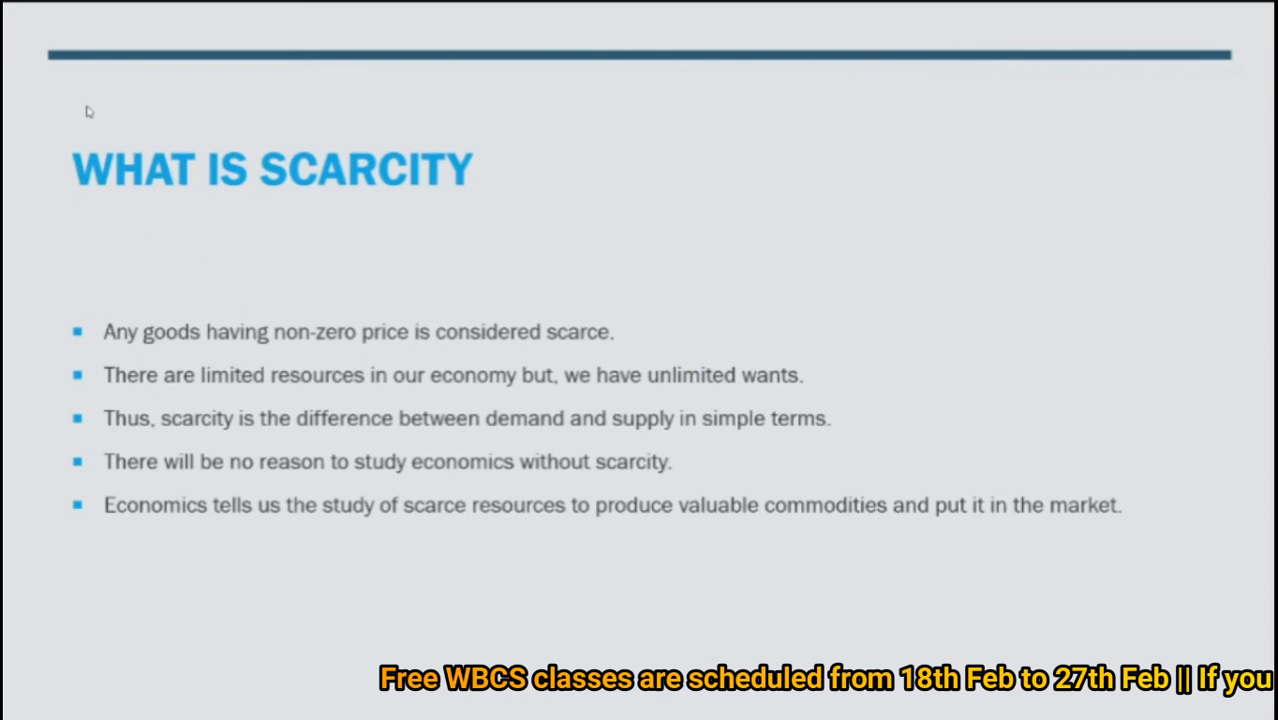 WHAT IS SCARCITY
Any goods having non-zero price is considered scarce.
There are limited resources in our economy but, we have unlimited wants.
Thus, scarcity is the difference between demand and supply in simple terms.
There will be no reason to study economics without scarcity.
Economics tells us the study of scarce resources to produce valuable commodities and put it in the market.
Free WBCS classes are scheduled from 18th Feb to 27th Feb || If you